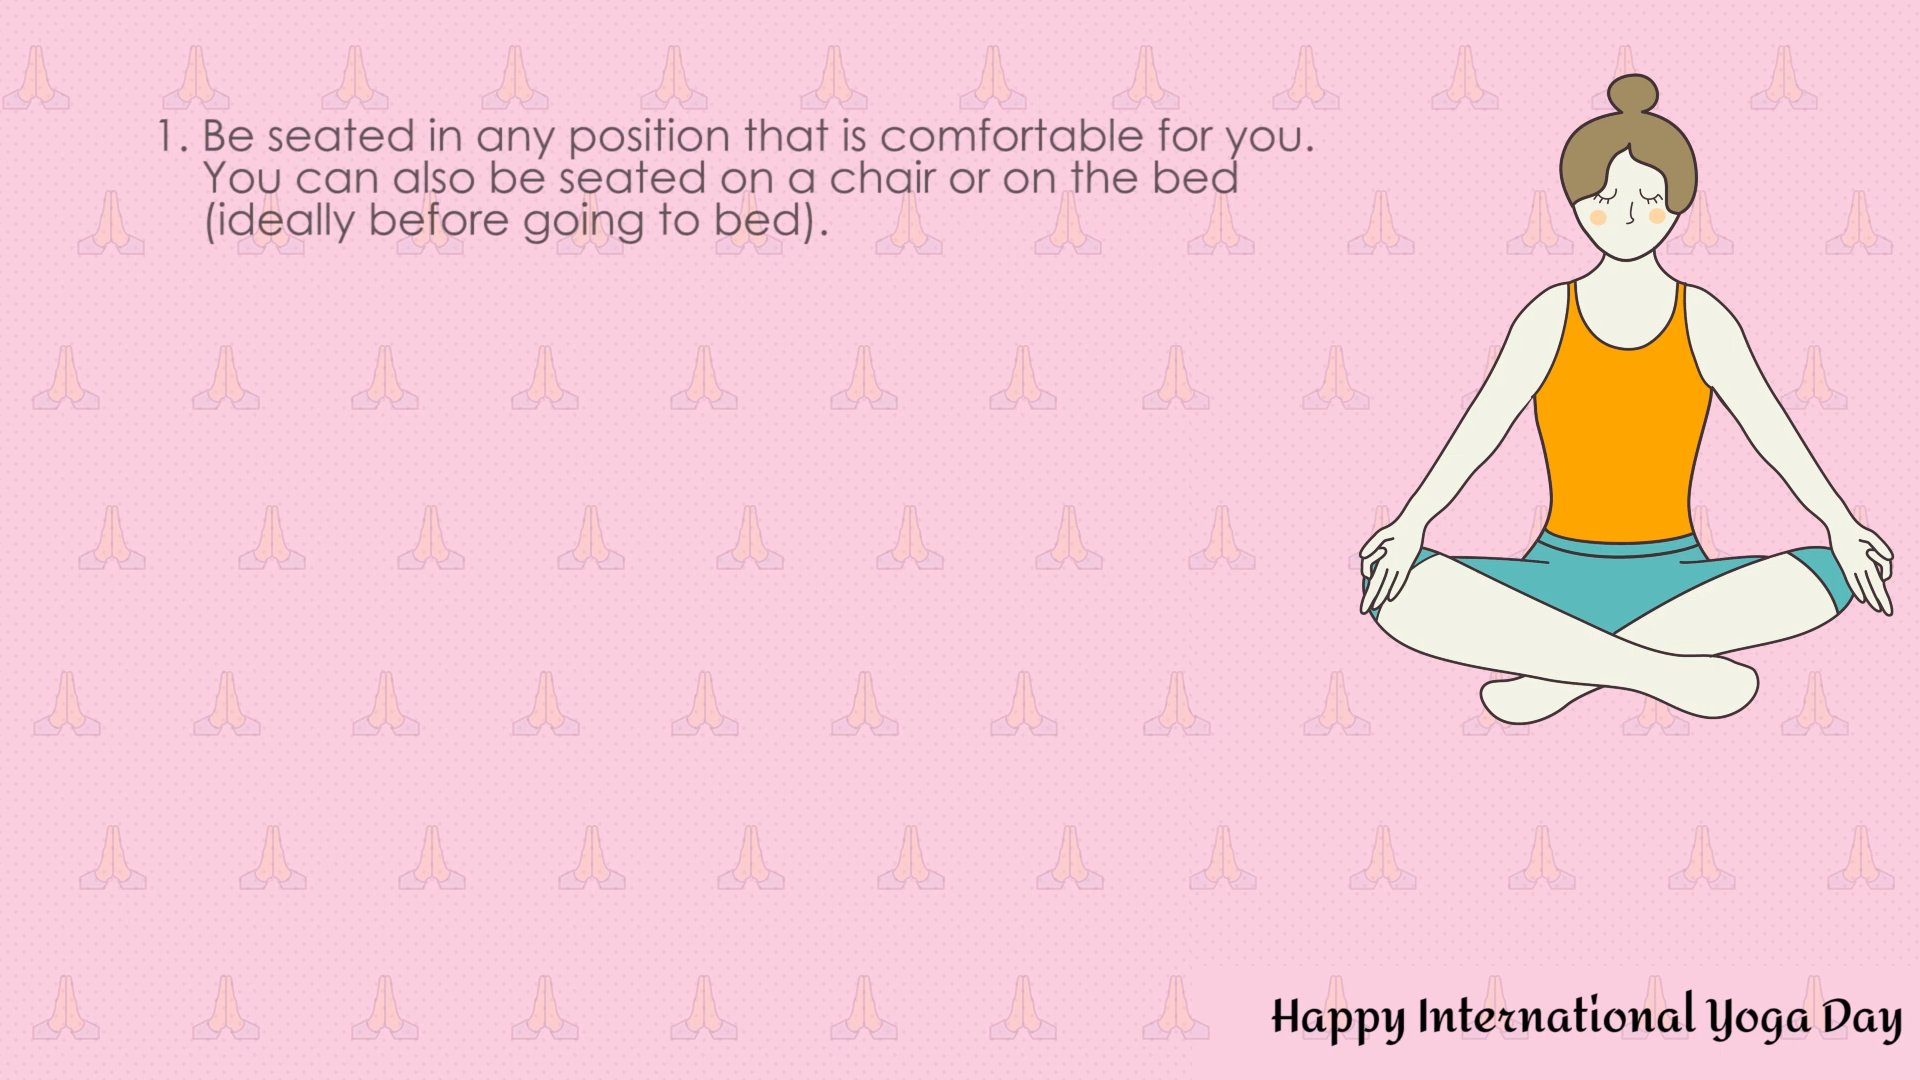 1. Be seated in any position that is comfortable for you.
You can also be seated on a chair or on the bed
(ideally before going to bed).
Happy International Yoga Day